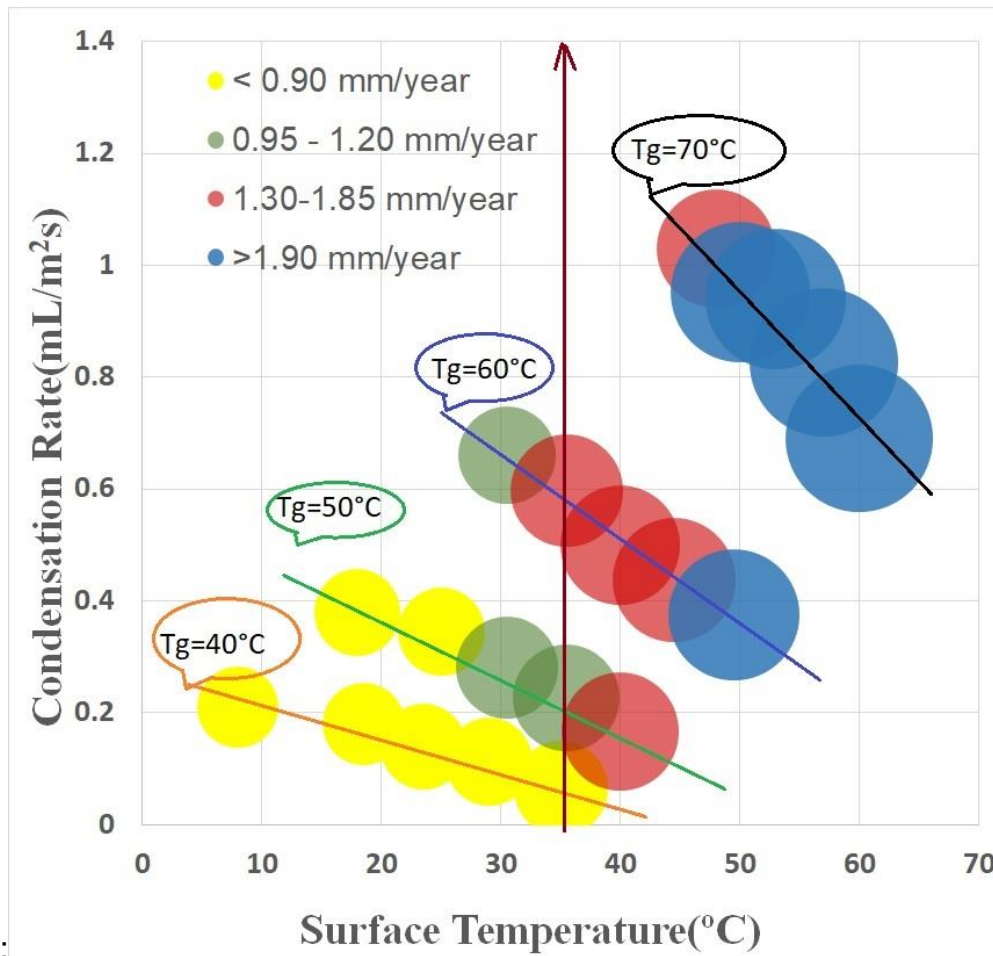 1.4
1.2
1
0.8
0.6
0.4
0.2
0
Condensation Rate(mL/m²s)
< 0.90 mm/year
0.95 - 1.20 mm/year
1.30-1.85 mm/year
>1.90 mm/year
Tg=70°C
Tg=60°C
Tg=50°C
Tg=40°C
0 10 20 30 40 50 60 70
Surface Temperature(ºC)